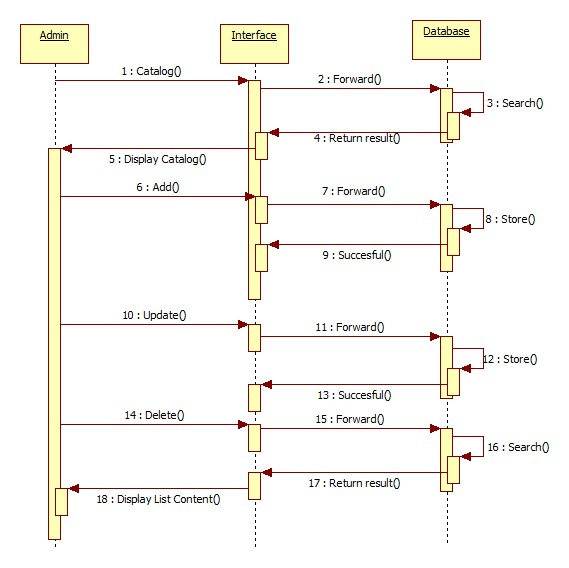 Admin
Interface
Database
1 : Catalog()
2 : Forward()
3 : Search()
4 : Return result()
5 : Display Catalog()
6 : Add()
7 : Forward()
8 : Store()
9 : Succesful()
10 : Update()
11 : Forward()
12 : Store()
13 : Succesful()
14 : Delete()
15 : Forward()
16 : Search()
17 : Return result()
18 : Display List Content()